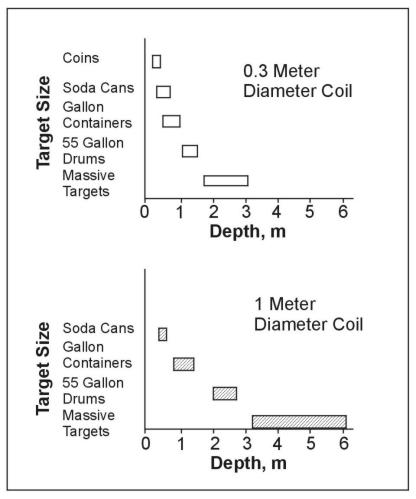 Target Size
Coins
Soda Cans
Gallon
Containers
55 Gallon
Drums
Massive
Targets
0.3 Meter
Diameter Coil
0 1 2 3 4 5 6
Depth, m
Target Size
Soda Cans
Gallon
Containers
55 Gallon
Drums
Massive
Targets
1 Meter
Diameter Coil
0 1 2 3 4 5 6
Depth, m